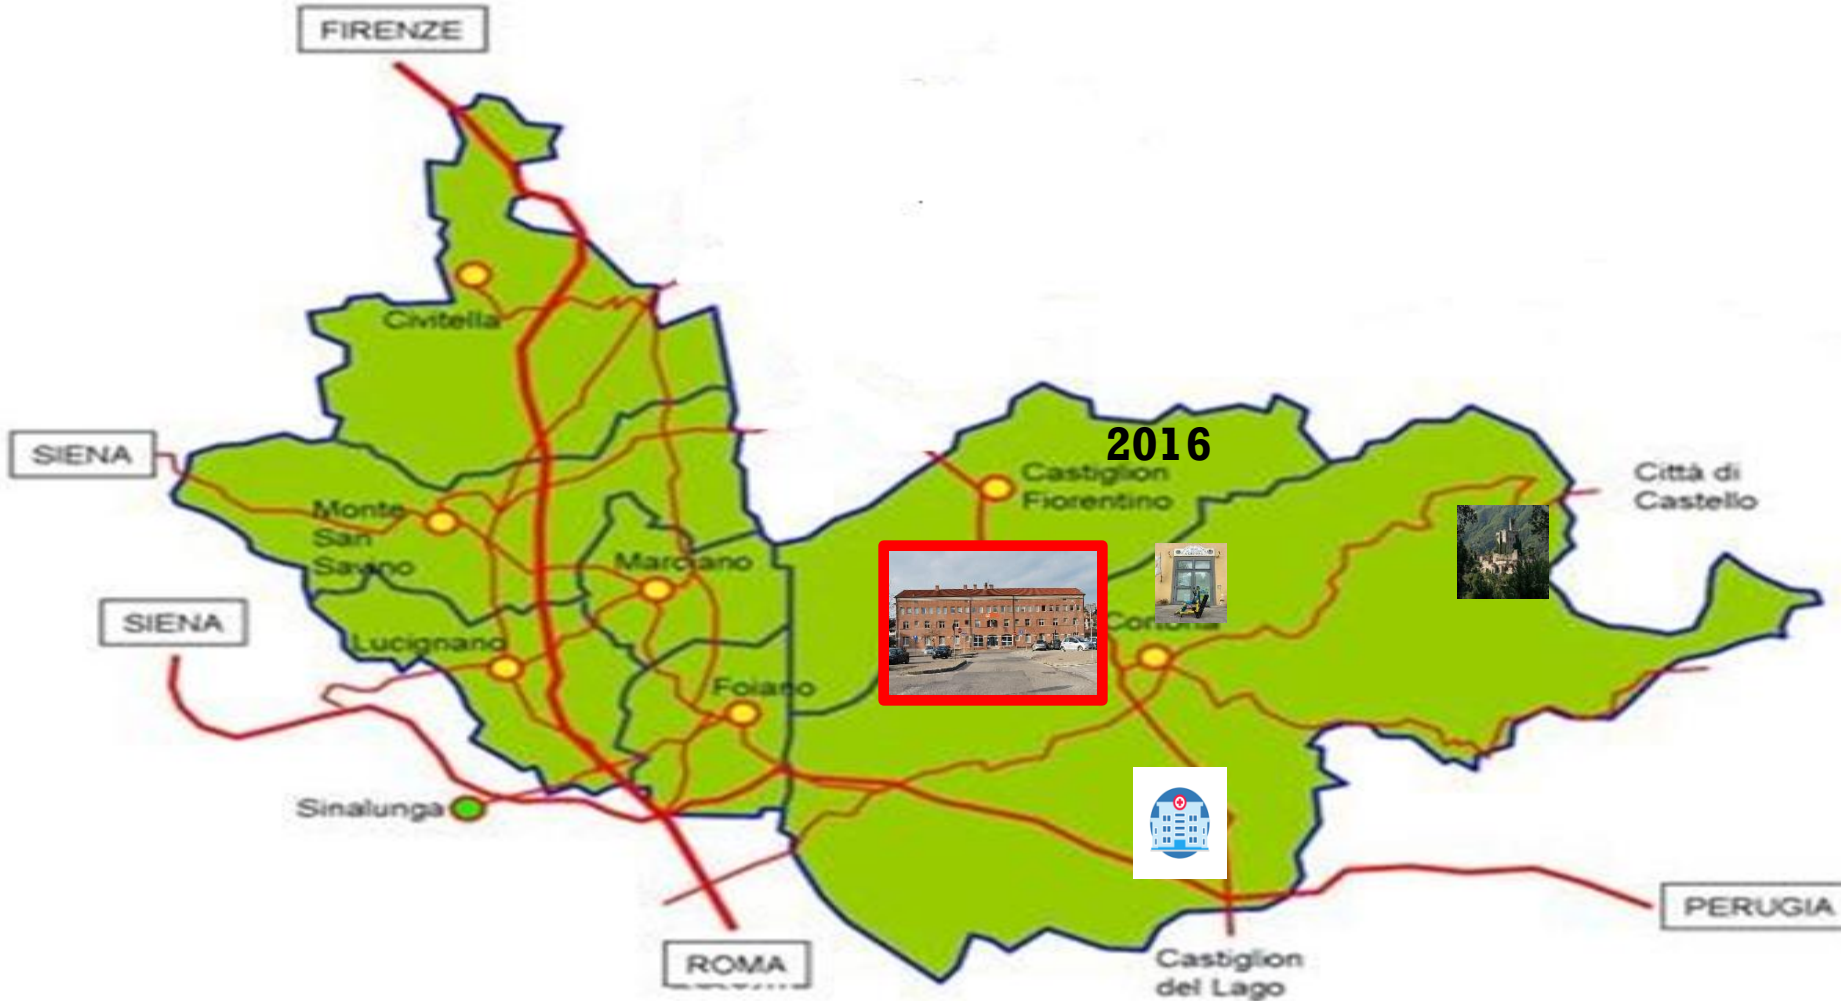 FIRENZE
Civitella
2016
SIENA
Castiglion
Fiorentino
Città di
Castello
Monte
San
Savino
Marciano
SIENA
Lucignano
Cortona
Foiano
Sinalunga
PERUGIA
ROMA
Castiglion
del Lago